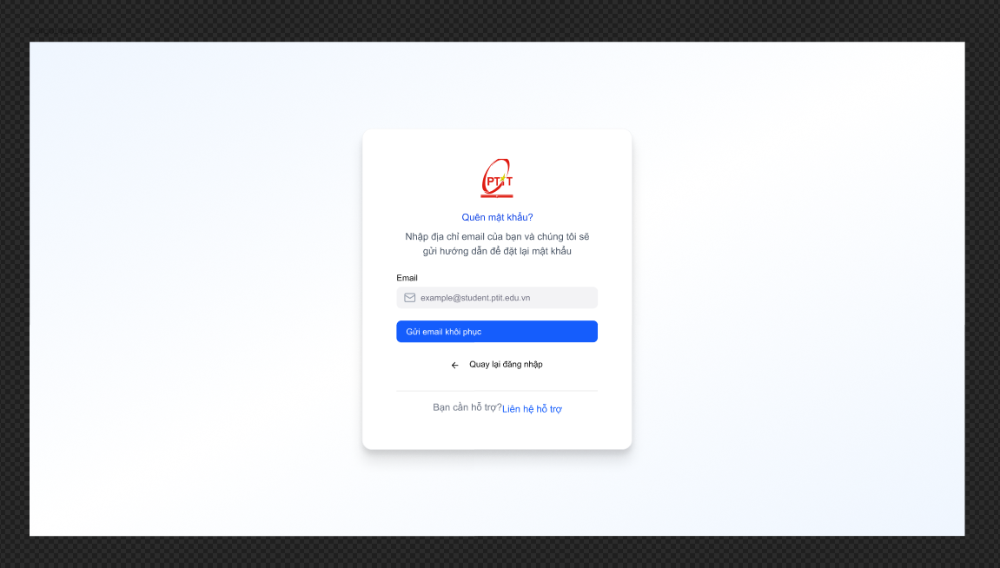 PTIT
Quên mật khẩu?
Nhập địa chỉ email của bạn và chúng tôi sẽ
gửi hướng dẫn để đặt lại mật khẩu
Email
example@student.ptit.edu.vn
Gửi email khôi phục
Quay lại đăng nhập
Bạn cần hỗ trợ?Liên hệ hỗ trợ